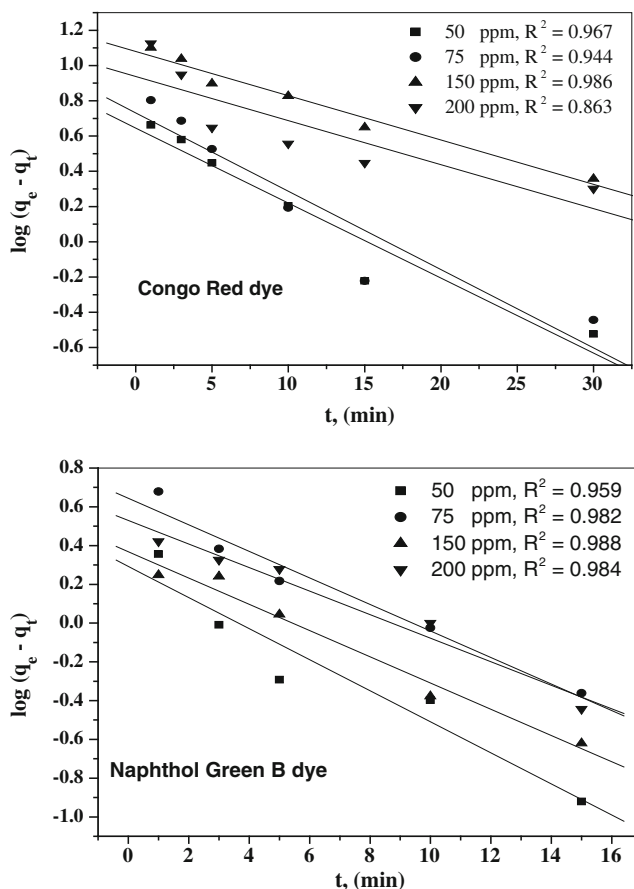 1.2
1.0
0.8
0.6
0.4
0.2
0.0
-0.2
-0.4
-0.6
log (q_e - q_t)
50 ppm, R² = 0.967
75 ppm, R² = 0.944
150 ppm, R² = 0.986
200 ppm, R² = 0.863
Congo Red dye
0 5 10 15 20 25 30
t, (min)
0.8
0.6
0.4
0.2
0.0
-0.2
-0.4
-0.6
-0.8
-1.0
log (q_e - q_t)
50 ppm, R² = 0.959
75 ppm, R² = 0.982
150 ppm, R² = 0.988
200 ppm, R² = 0.984
Naphthol Green B dye
0 2 4 6 8 10 12 14 16
t, (min)